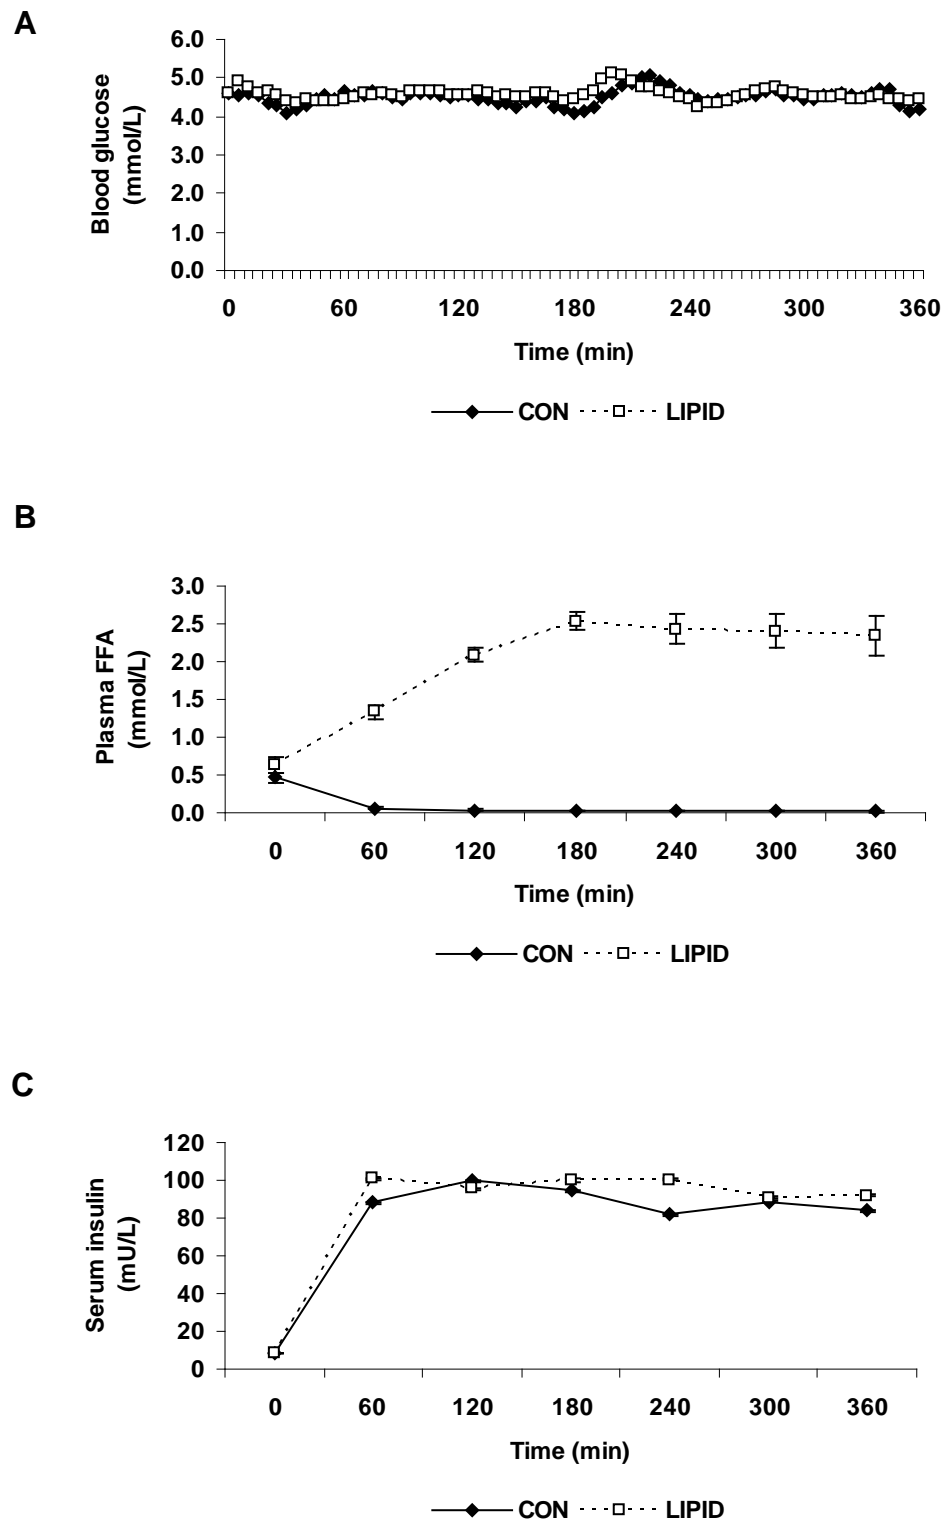 A
Blood glucose
(mmol/L)
6.0
5.0
4.0
3.0
2.0
1.0
0.0
0 60 120 180 240 300 360
Time (min)
CON LIPID
B
Plasma FFA
(mmol/L)
3.0
2.5
2.0
1.5
1.0
0.5
0.0
0 60 120 180 240 300 360
Time (min)
CON LIPID
C
Serum insulin
(mU/L)
120
100
80
60
40
20
0
0 60 120 180 240 300 360
Time (min)
CON LIPID